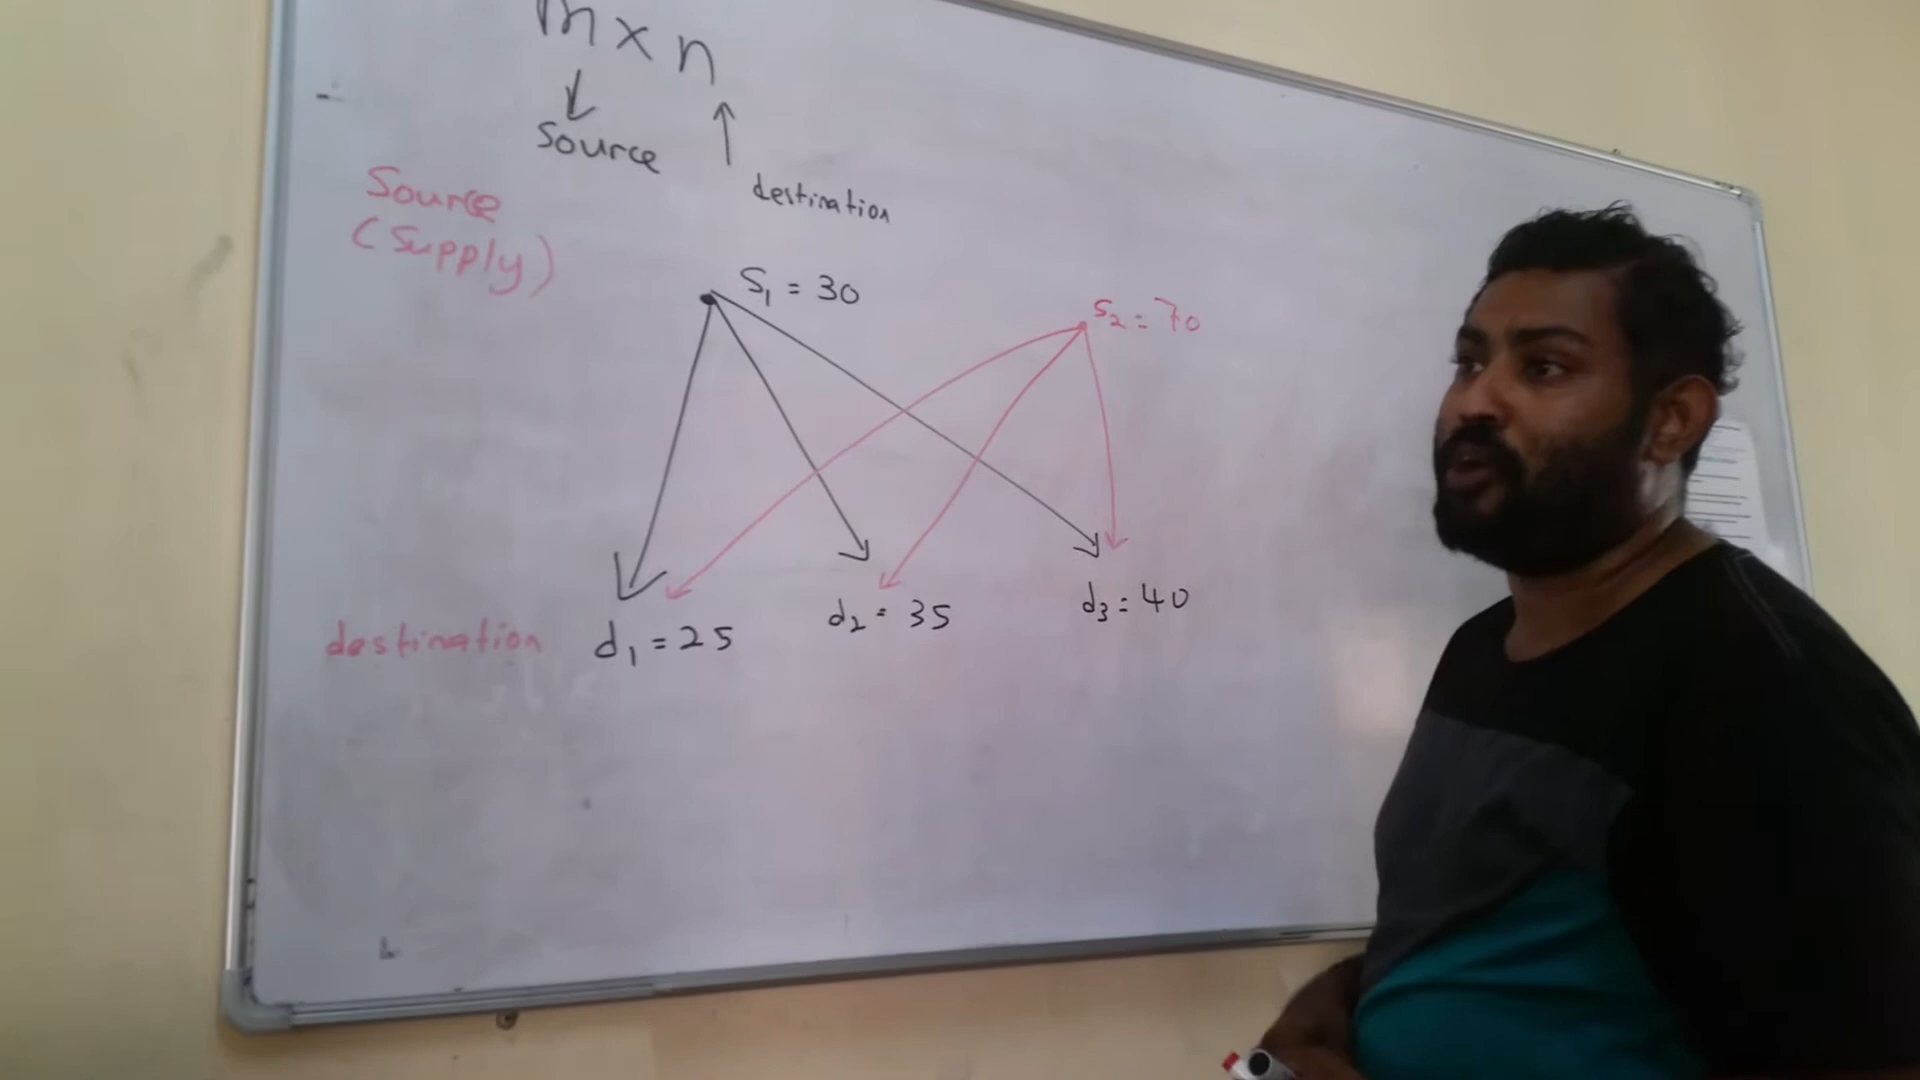 m × n
Source
destination
Source
(Supply)
S₁ = 30
S₂ = 70
destination
d₁ = 25
d₂ = 35
d₃ = 40